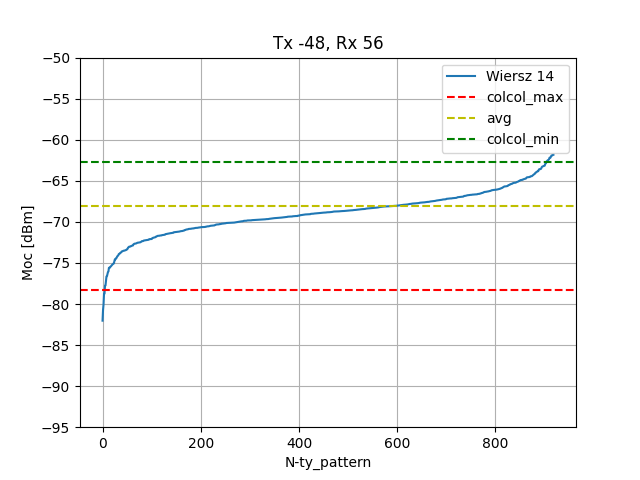 Tx -48, Rx 56
−50
−55
−60
−65
−70
−75
−80
−85
−90
−95
Moc [dBm]
Wiersz 14
colcol_max
avg
colcol_min
0 200 400 600 800
N-ty_pattern